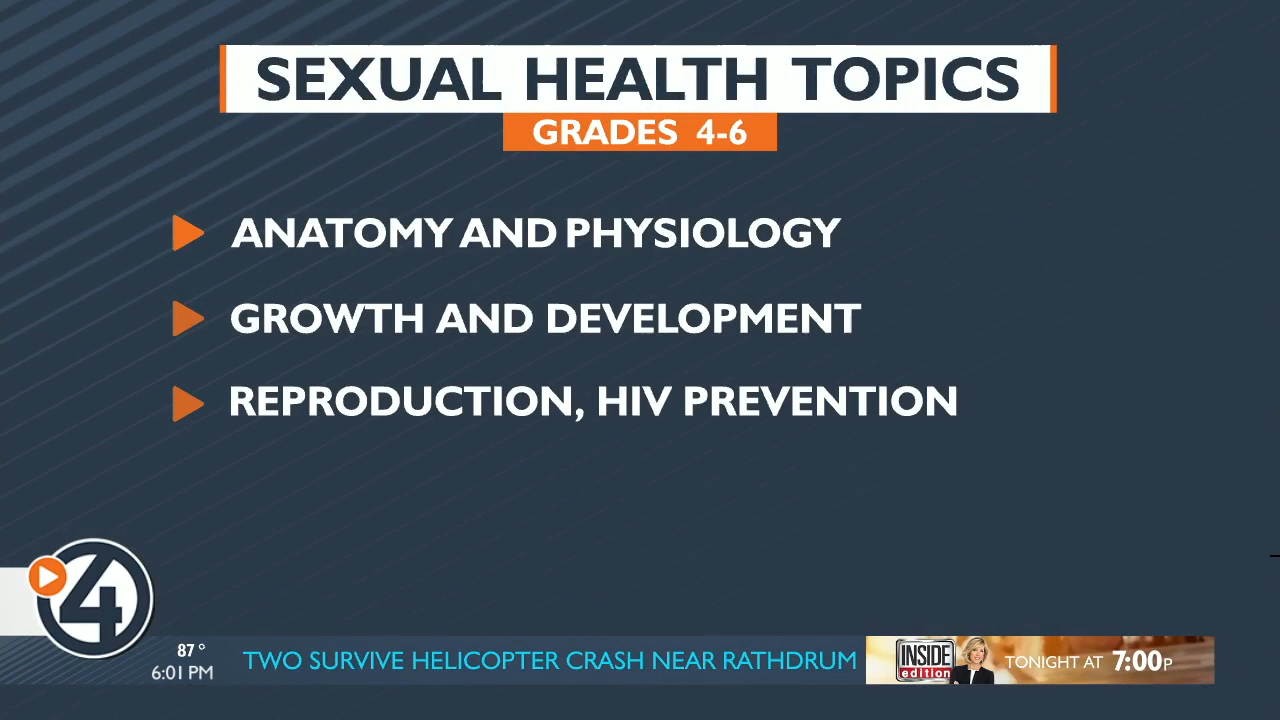 SEXUAL HEALTH TOPICS
GRADES 4-6
ANATOMY AND PHYSIOLOGY
GROWTH AND DEVELOPMENT
REPRODUCTION, HIV PREVENTION
4
87°
6:01 PM
TWO SURVIVE HELICOPTER CRASH NEAR RATHDRUM
INSIDE
edition
TONIGHT AT 7:00P